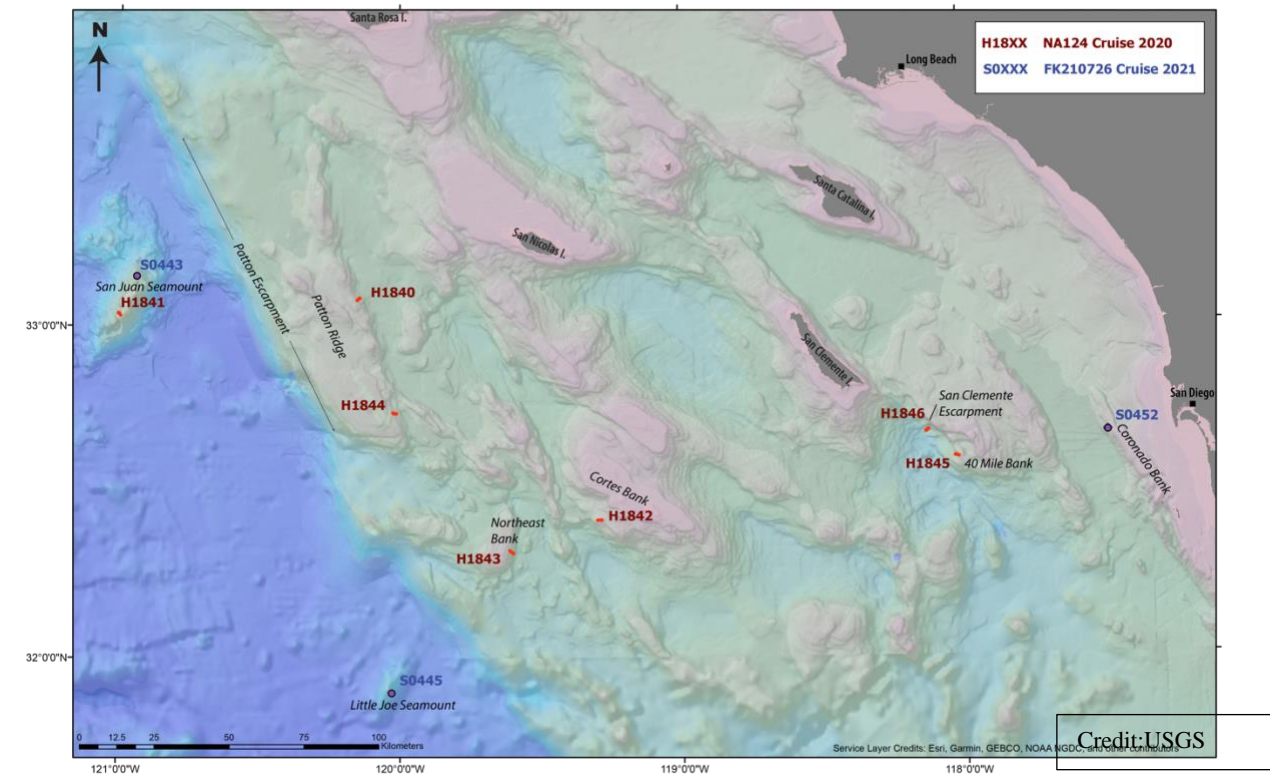 Santa Rosa I.
N
H18XX NA124 Cruise 2020
S0XXX FK210726 Cruise 2021
Long Beach
Santa Catalina I.
San Nicolas I.
Patton Escarpment
S0443
San Juan Seamount
H1841
H1840
Patton Ridge
33°0'0"N
San Clemente I.
San Diego
H1844
San Clemente
Escarpment
H1846
S0452
Coronado Bank
H1845
40 Mile Bank
Cortes Bank
H1842
Northeast
Bank
H1843
32°0'0"N
S0445
Little Joe Seamount
0 12.5 25 50 75 100
Kilometers
Service Layer Credits: Esri, Garmin, GEBCO, NOAA NGDC, and other contributors
Credit:USGS
121°0'0"W 120°0'0"W 119°0'0"W 118°0'0"W